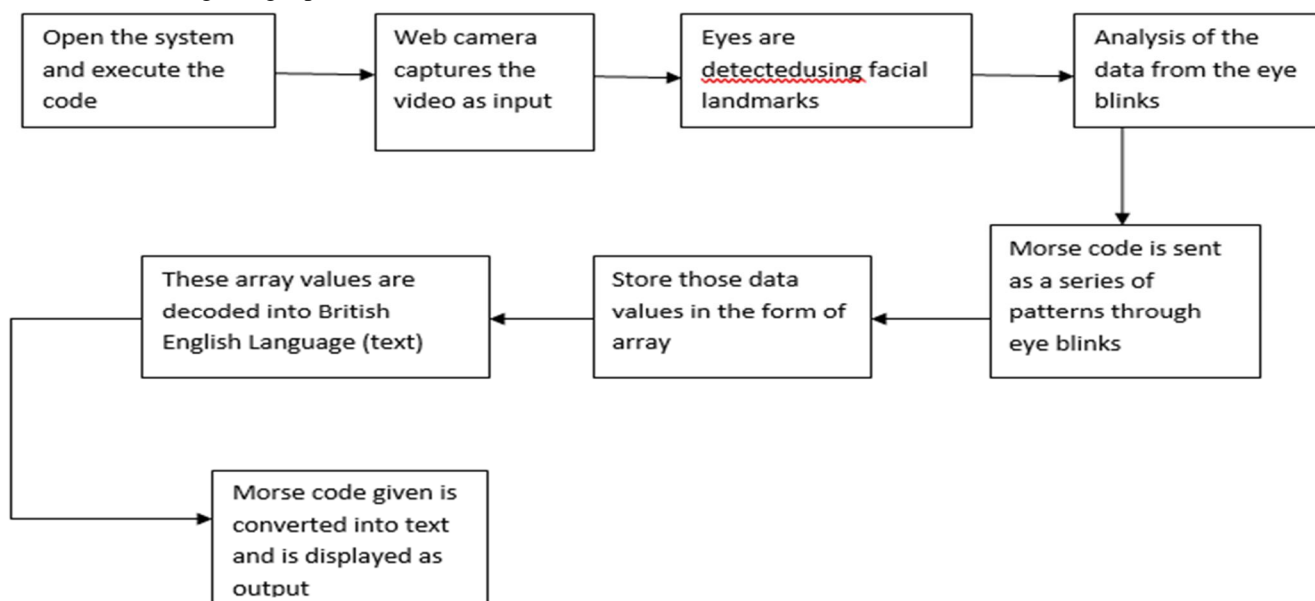 Open the system
and execute the
code
Web camera
captures the
video as input
Eyes are
detectedusing facial
landmarks
Analysis of the
data from the eye
blinks
Morse code is sent
as a series of
patterns through
eye blinks
Store those data
values in the form of
array
These array values are
decoded into British
English Language (text)
Morse code given is
converted into text
and is displayed as
output